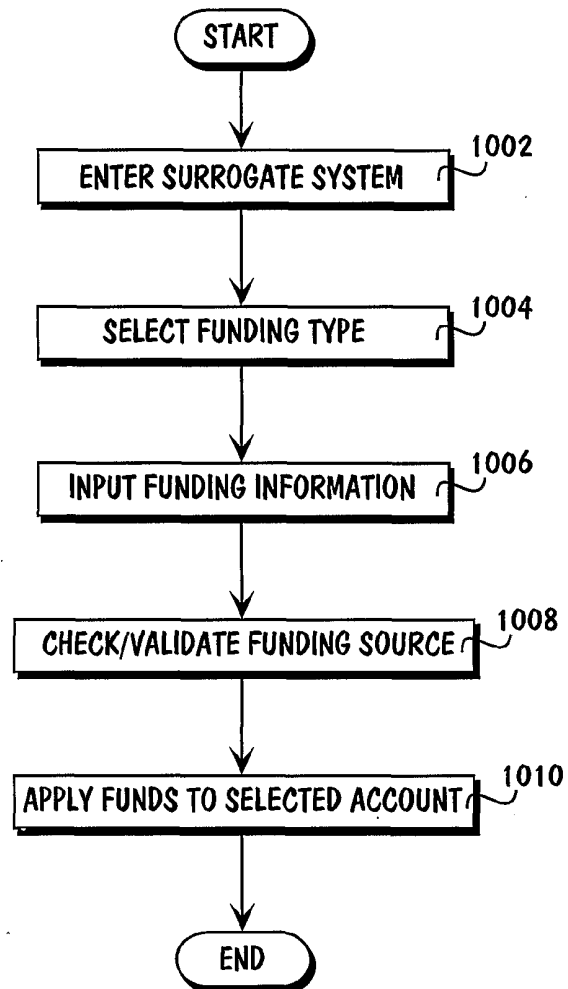 START
1002
ENTER SURROGATE SYSTEM
1004
SELECT FUNDING TYPE
1006
INPUT FUNDING INFORMATION
1008
CHECK/VALIDATE FUNDING SOURCE
1010
APPLY FUNDS TO SELECTED ACCOUNT
END